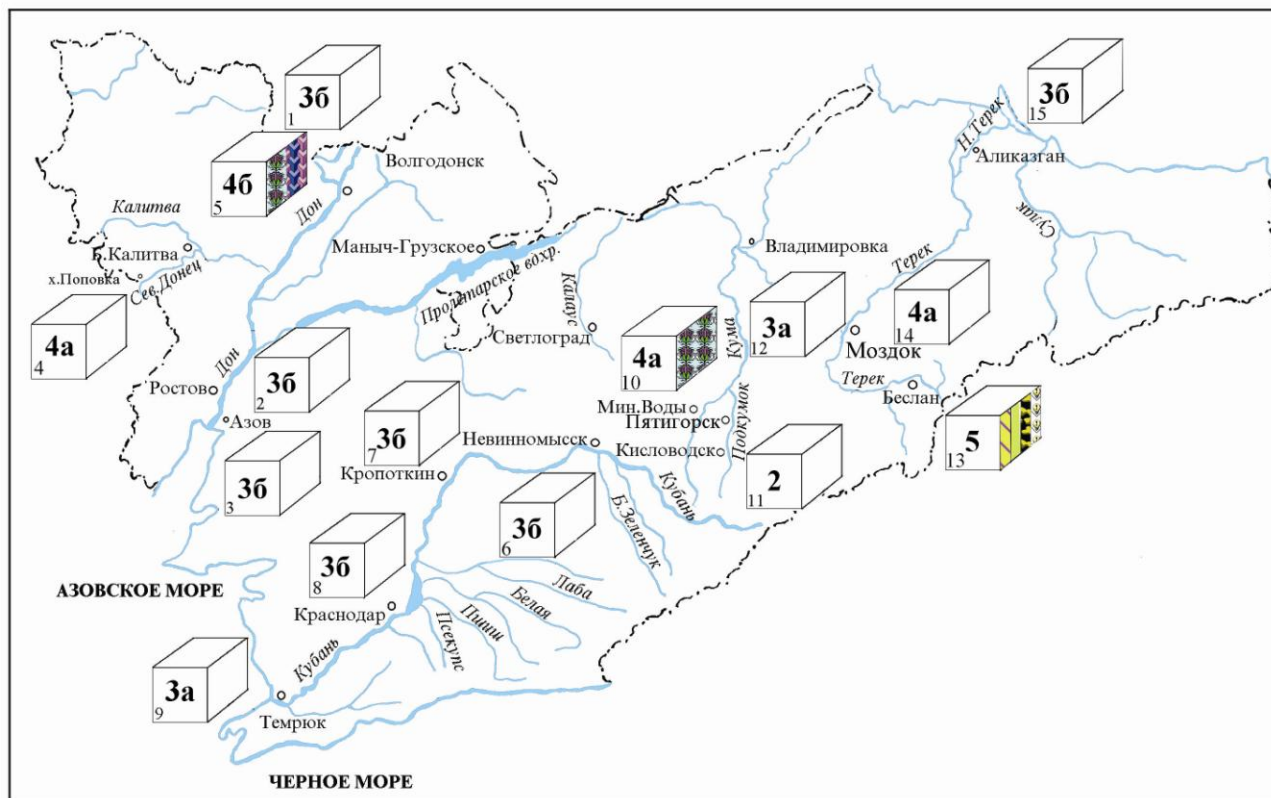 3б
1
3б
15
Н.Терек
Аликазган
Волгодонск
4б
5
Дон
Калитва
Б.Калитва
Маныч-Грузское
Владимировка
Сулак
х.Поповка
Сев.Донец
Пролетарское вдхр.
Калаус
Терек
4а
4
Светлоград
4а
10
Кума
3а
12
4а
14
Моздок
Дон
Ростов
3б
2
Терек
Беслан
Азов
3б
7
Мин.Воды
Пятигорск
Подкумок
5
13
Невинномысск
Кисловодск
Кропоткин
3б
3
2
11
Кубань
Б.Зеленчук
3б
6
3б
8
АЗОВСКОЕ МОРЕ
Лаба
Белая
Краснодар
Пшиш
Псекупс
Кубань
3а
9
Темрюк
ЧЕРНОЕ МОРЕ